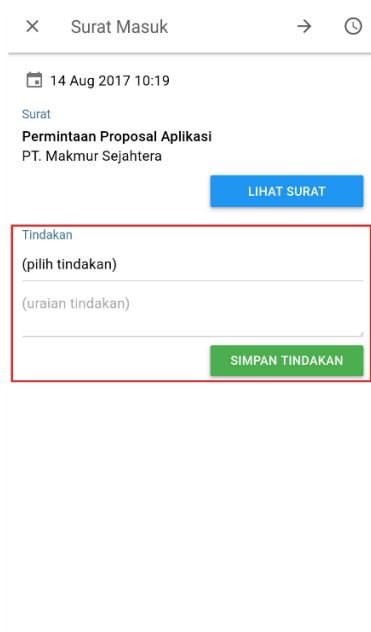 Surat Masuk
14 Aug 2017 10:19
Surat
Permintaan Proposal Aplikasi
PT. Makmur Sejahtera
LIHAT SURAT
Tindakan
(pilih tindakan)
(uraian tindakan)
SIMPAN TINDAKAN